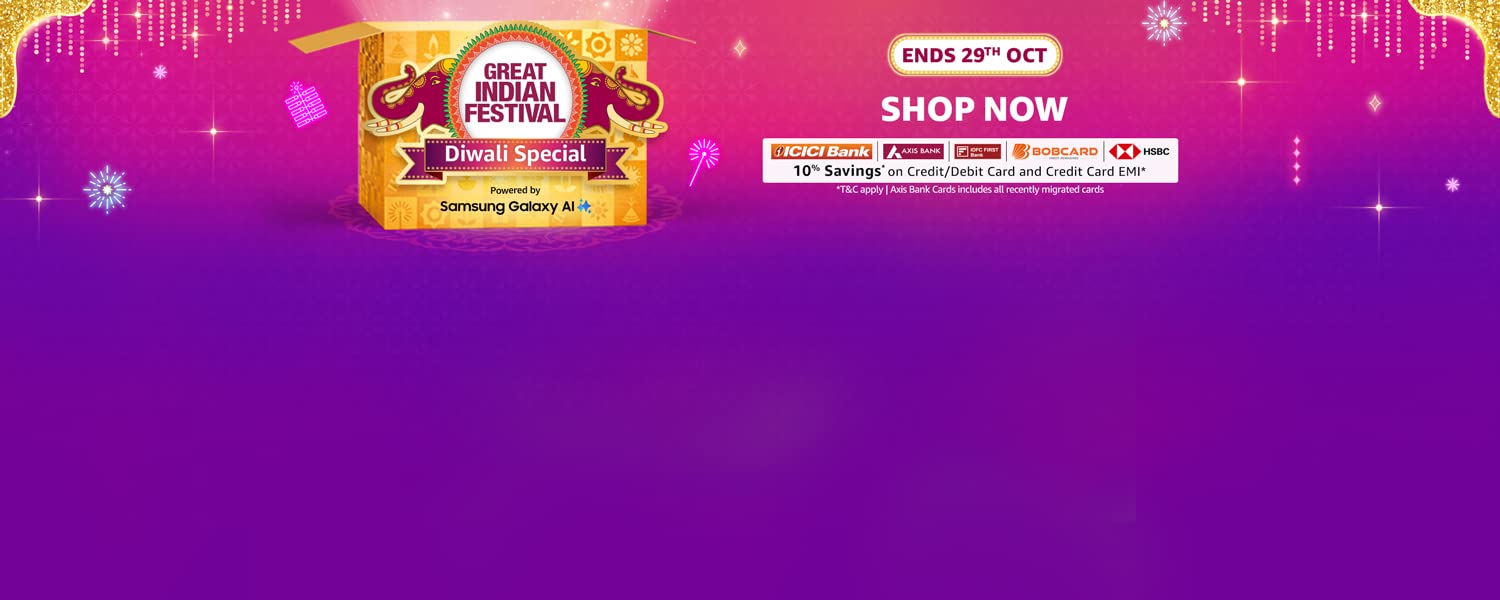 GREAT
INDIAN
FESTIVAL
Diwali Special
Powered by
Samsung Galaxy AI
ENDS 29TH OCT
SHOP NOW
ICICI Bank AXIS BANK IDFC FIRST Bank BOBCARD HSBC
10% Savings* on Credit/Debit Card and Credit Card EMI*
*T&C apply | Axis Bank Cards includes all recently migrated cards